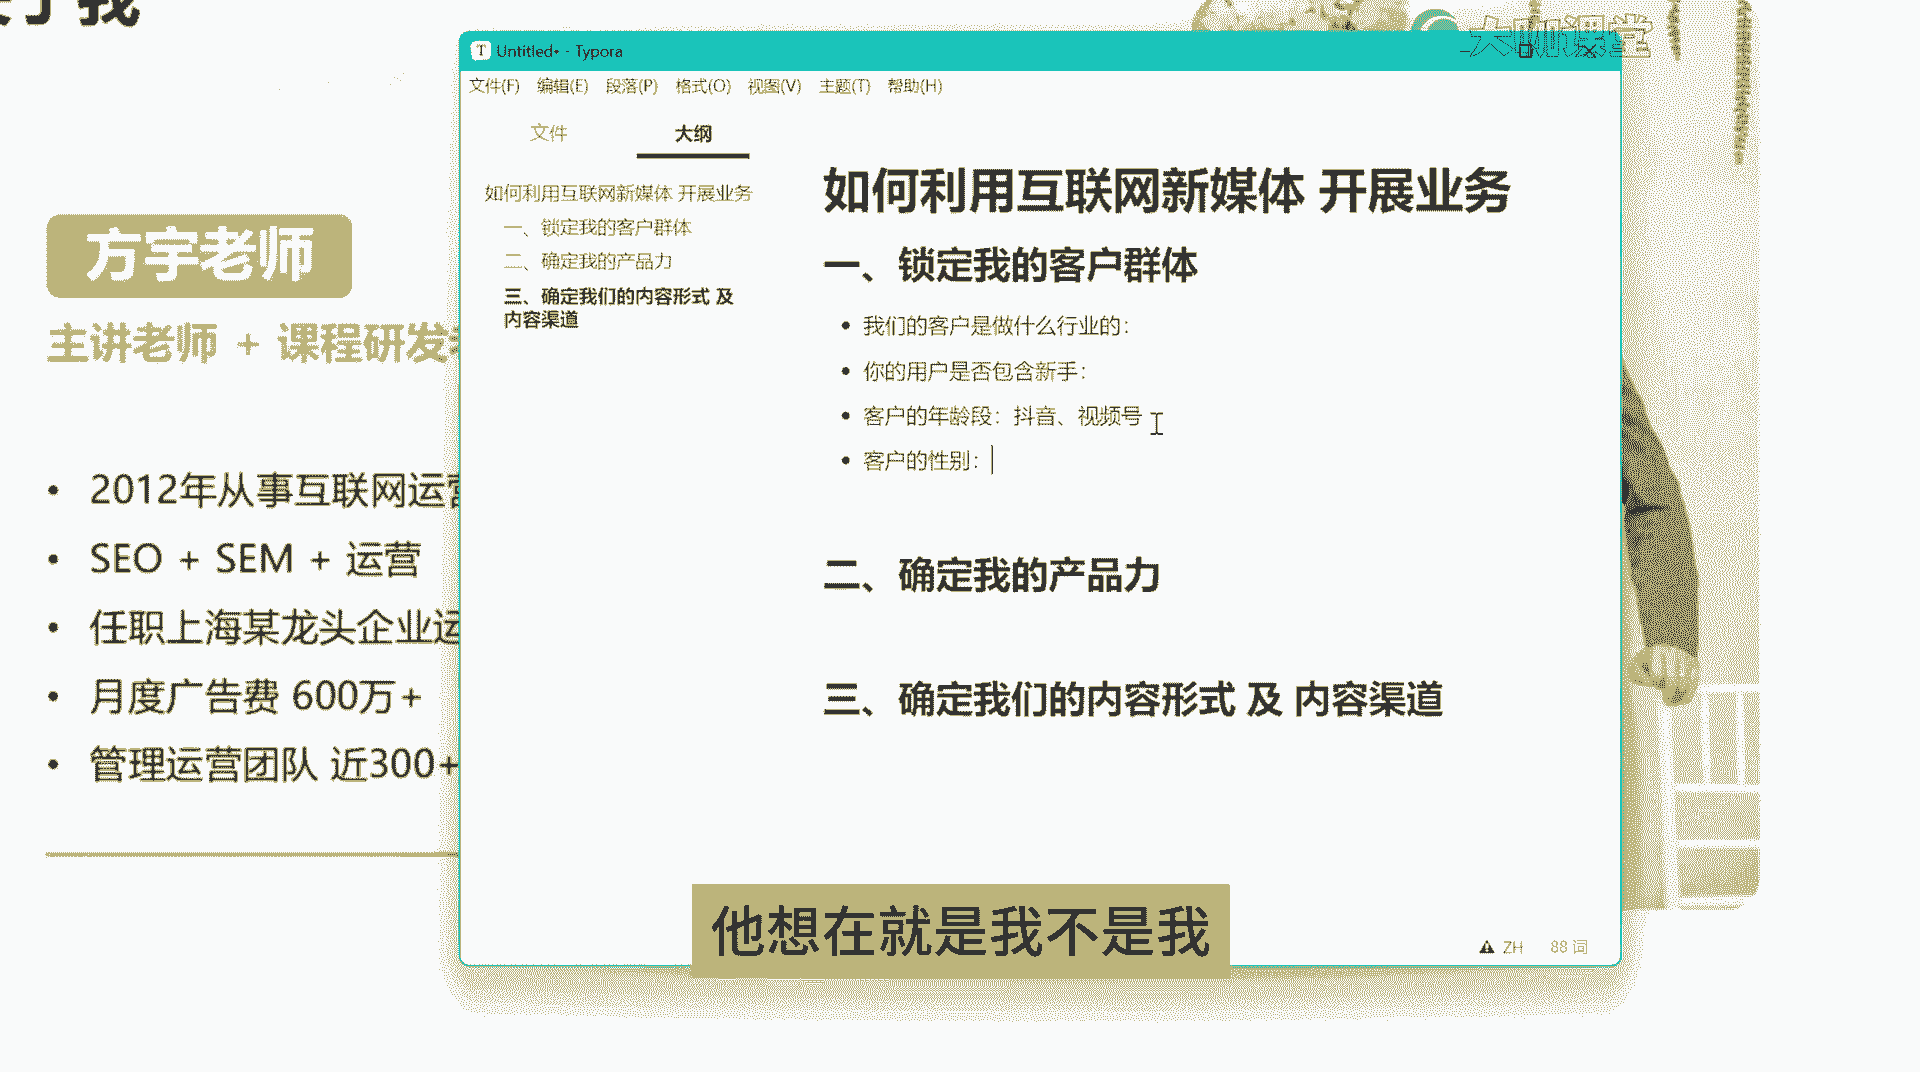 了我
大咖课堂
Untitled• - Typora
文件(F) 编辑(E) 段落(P) 格式(O) 视图(V) 主题(T) 帮助(H)
文件 大纲
如何利用互联网新媒体 开展业务
一、锁定我的客户群体
二、确定我的产品力
三、确定我们的内容形式 及
内容渠道
如何利用互联网新媒体 开展业务
一、锁定我的客户群体
• 我们的客户是做什么行业的：
• 你的用户是否包含新手：
• 客户的年龄段：抖音、视频号
• 客户的性别：
二、确定我的产品力
三、确定我们的内容形式 及 内容渠道
ZH 88 词
方宇老师
主讲老师 + 课程研发
• 2012年从事互联网运营
• SEO + SEM + 运营
• 任职上海某龙头企业运
• 月度广告费 600万+
• 管理运营团队 近300+
他想在就是我不是我